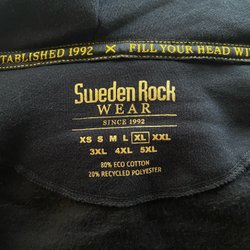 ESTABLISHED 1992 × FILL YOUR HEAD WIT
Sweden Rock
WEAR
SINCE 1992
XS S M L XL XXL
3XL 4XL 5XL
80% ECO COTTON
20% RECYCLED POLYESTER